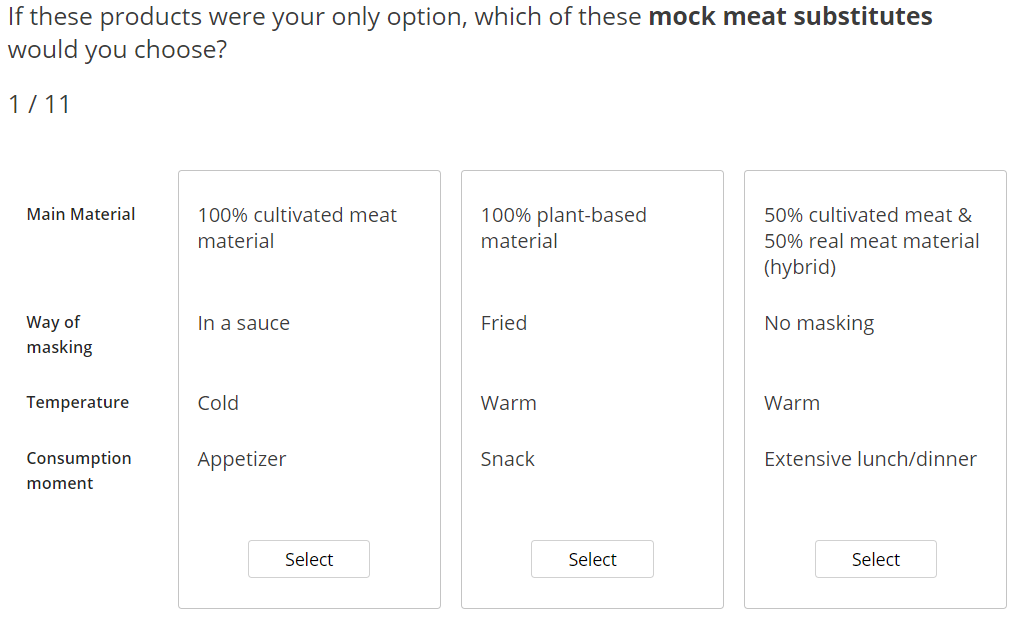 If these products were your only option, which of these mock meat substitutes
would you choose?
1 / 11
Main Material
100% cultivated meat
material
100% plant-based
material
50% cultivated meat &
50% real meat material
(hybrid)
Way of
masking
In a sauce
Fried
No masking
Temperature
Cold
Warm
Warm
Consumption
moment
Appetizer
Snack
Extensive lunch/dinner
Select
Select
Select